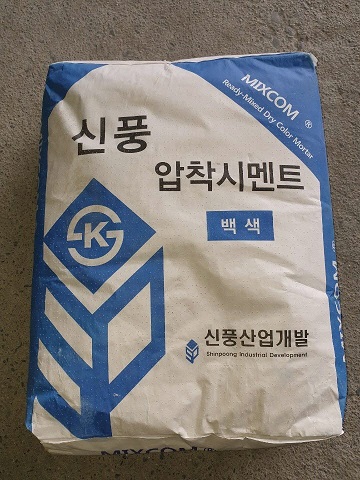 MIXCOM ®
Ready-Mixed Dry Color Mortar
신풍
압착시멘트
백색
신풍산업개발
Shinpoong Industrial Development
MIXCOM ®
MIXCOM